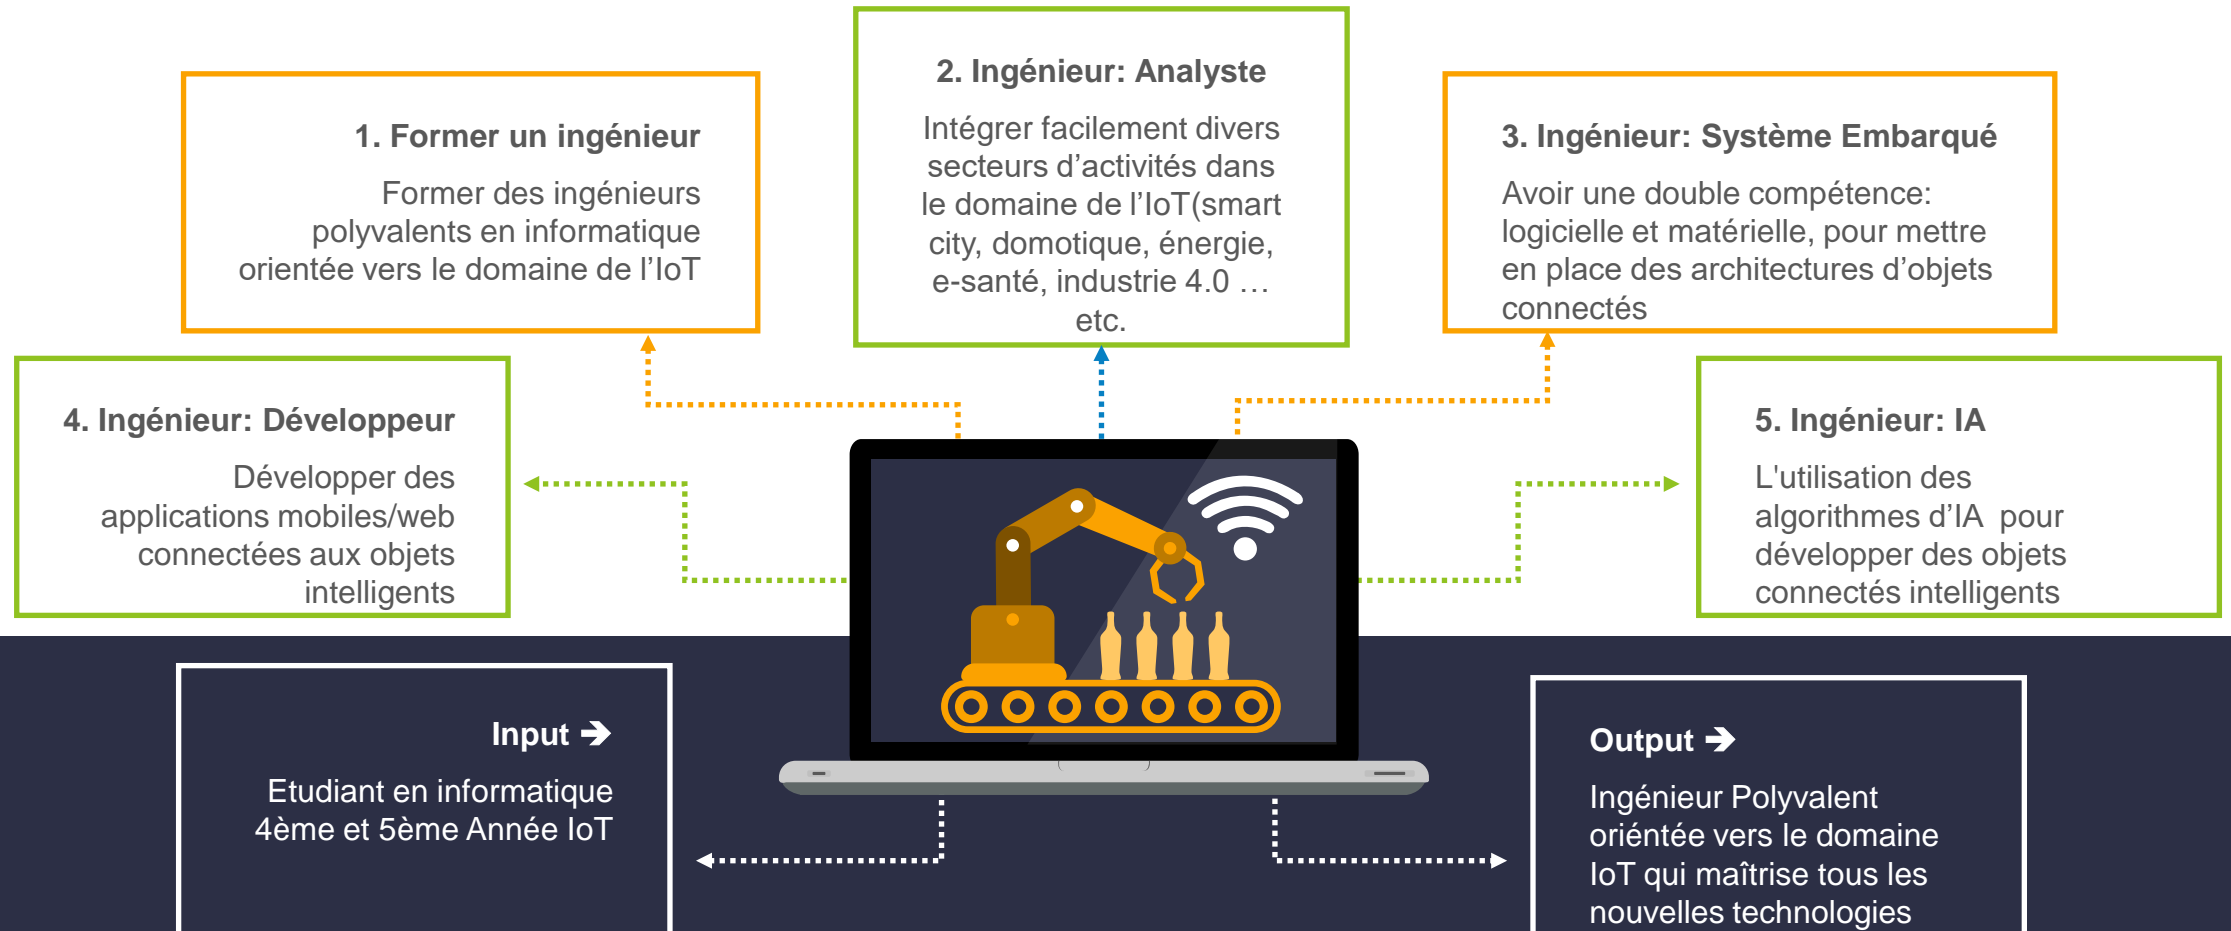 1. Former un ingénieur
Former des ingénieurs
polyvalents en informatique
orientée vers le domaine de l’IoT
2. Ingénieur: Analyste
Intégrer facilement divers
secteurs d’activités dans
le domaine de l’IoT(smart
city, domotique, énergie,
e-santé, industrie 4.0 …
etc.
3. Ingénieur: Système Embarqué
Avoir une double compétence:
logicielle et matérielle, pour mettre
en place des architectures d’objets
connectés
4. Ingénieur: Développeur
Développer des
applications mobiles/web
connectées aux objets
intelligents
5. Ingénieur: IA
L'utilisation des
algorithmes d’IA  pour
développer des objets
connectés intelligents
Input ➔
Etudiant en informatique
4ème et 5ème Année IoT
Output ➔
Ingénieur Polyvalent
oriéntée vers le domaine
IoT qui maîtrise tous les
nouvelles technologies